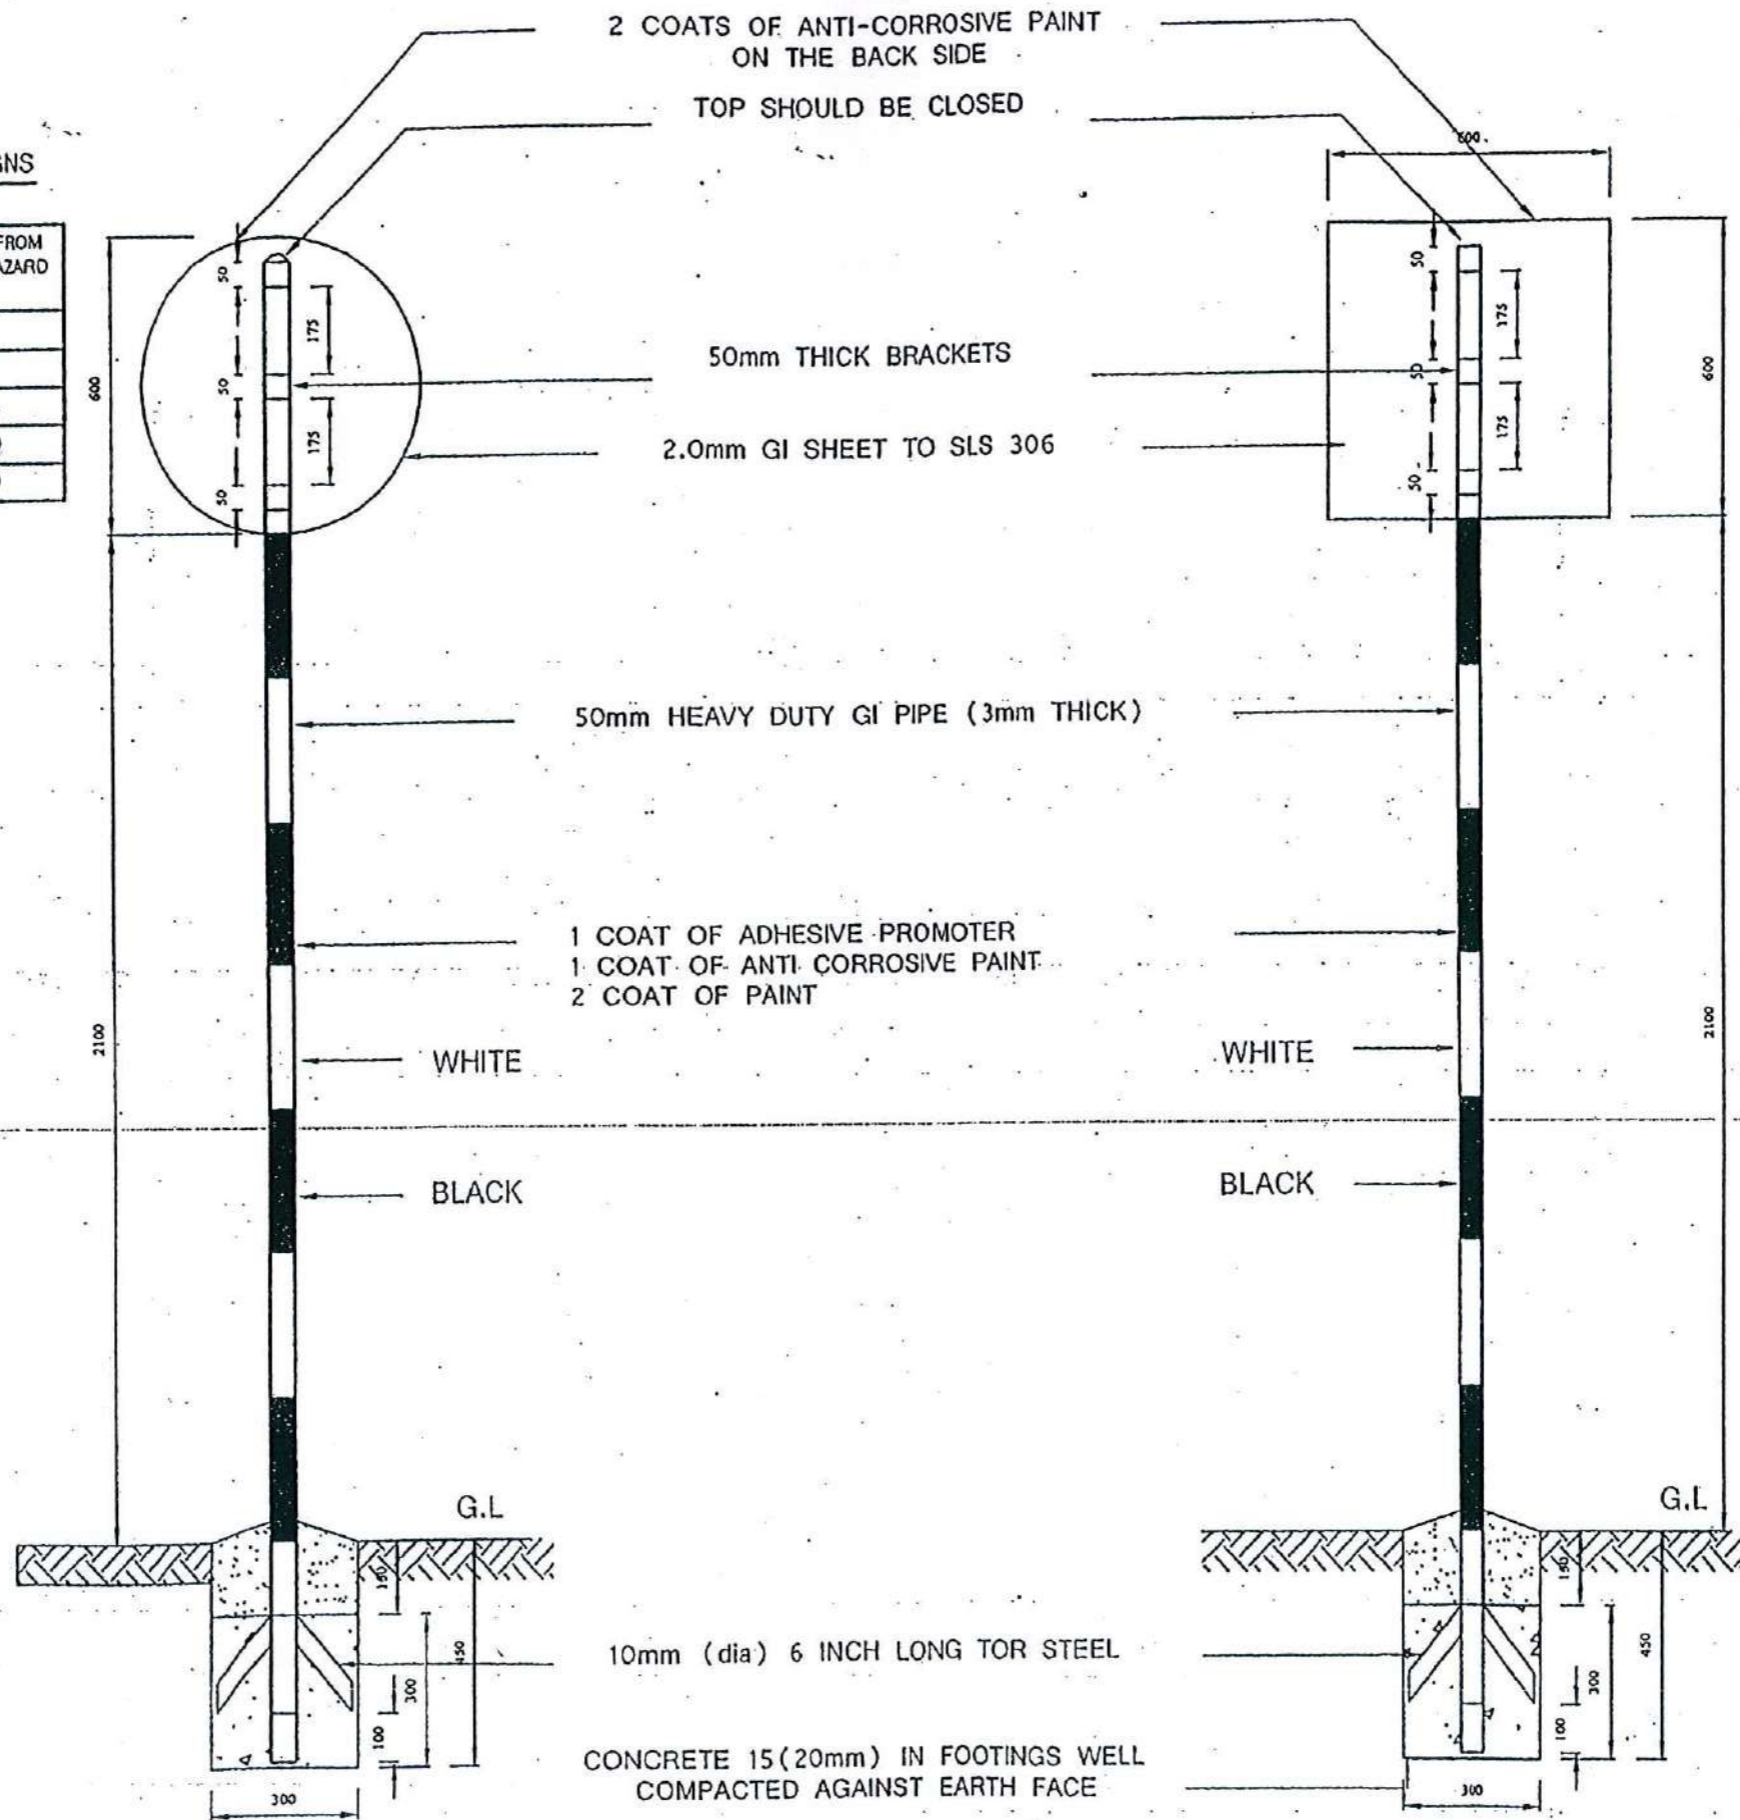 2 COATS OF ANTI-CORROSIVE PAINT
ON THE BACK SIDE
TOP SHOULD BE CLOSED
FROM
600
50
175
50
175
50
600
50mm THICK BRACKETS
2.0mm GI SHEET TO SLS 306
50
175
50
175
50
600
50mm HEAVY DUTY GI PIPE (3mm THICK)
1 COAT OF ADHESIVE PROMOTER
1 COAT OF ANTI CORROSIVE PAINT
2 COAT OF PAINT
2100
2100
WHITE
WHITE
BLACK
BLACK
G.L
G.L
150
450
300
100
10mm (dia) 6 INCH LONG TOR STEEL
150
450
300
100
CONCRETE 15(20mm) IN FOOTINGS WELL
COMPACTED AGAINST EARTH FACE
300
300